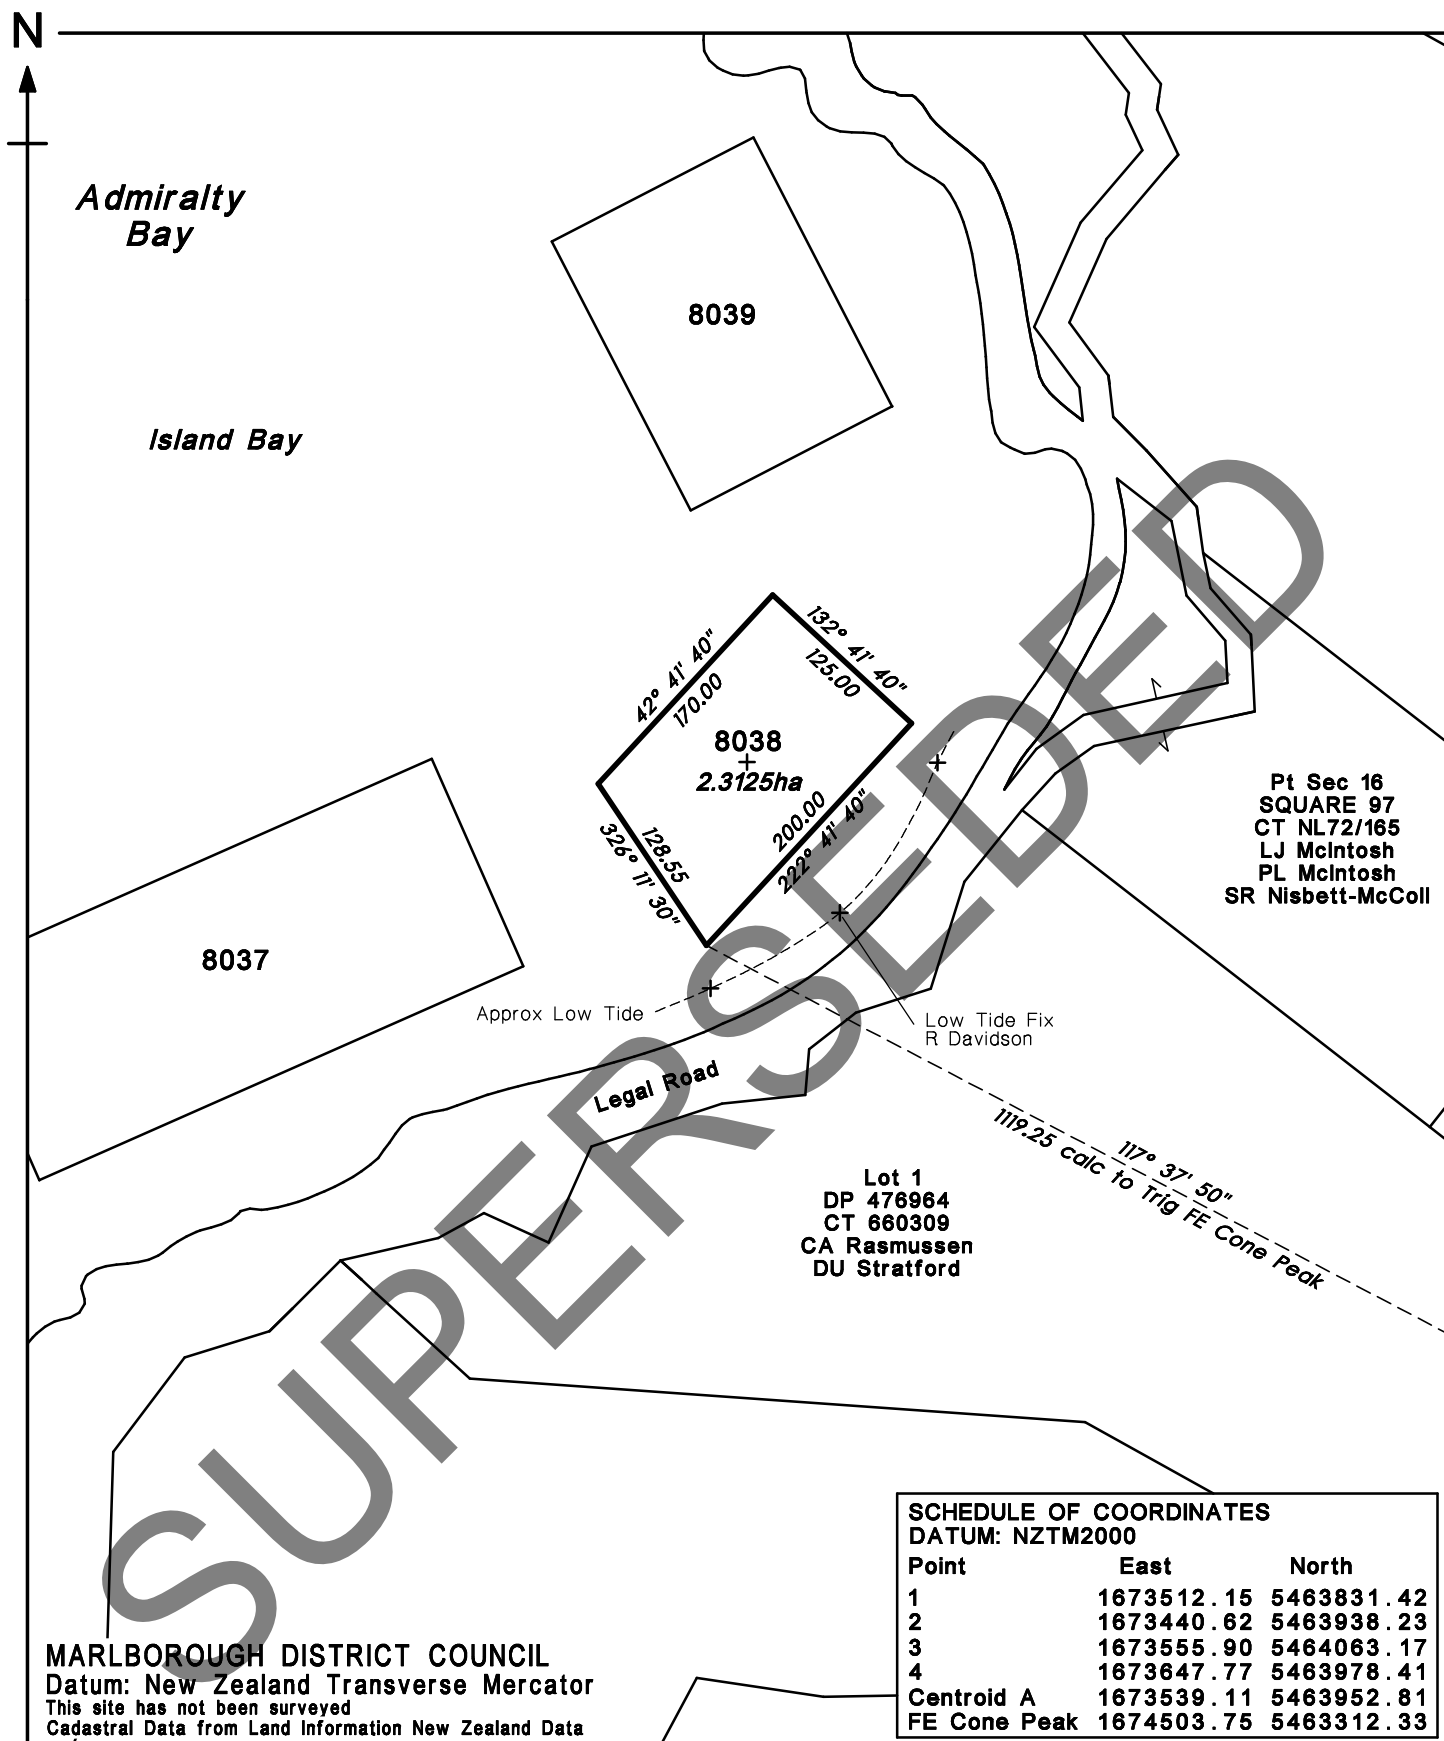 N
Admiralty
Bay
8039
Island Bay
132° 41' 40"
125.00
42° 41' 40"
170.00
8038
2.3125ha
200.00
222° 41' 40"
128.55
326° 11' 30"
Pt Sec 16
SQUARE 97
CT NL72/165
LJ McIntosh
PL McIntosh
SR Nisbett-McColl
8037
Approx Low Tide
Low Tide Fix
R Davidson
Legal Road
117° 37' 50"
1119.25 calc to Trig FE Cone Peak
Lot 1
DP 476964
CT 660309
CA Rasmussen
DU Stratford
SUPERSEDED
SCHEDULE OF COORDINATES
DATUM: NZTM2000
Point East North
1 1673512.15 5463831.42
2 1673440.62 5463938.23
3 1673555.90 5464063.17
4 1673647.77 5463978.41
Centroid A 1673539.11 5463952.81
FE Cone Peak 1674503.75 5463312.33
MARLBOROUGH DISTRICT COUNCIL
Datum: New Zealand Transverse Mercator
This site has not been surveyed
Cadastral Data from Land Information New Zealand Data